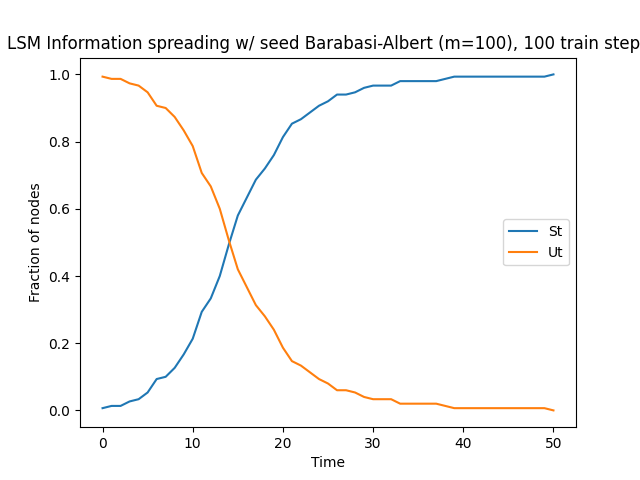 LSM Information spreading w/ seed Barabasi-Albert (m=100), 100 train step
1.0
0.8
0.6
0.4
0.2
0.0
Fraction of nodes
St
Ut
0 10 20 30 40 50
Time